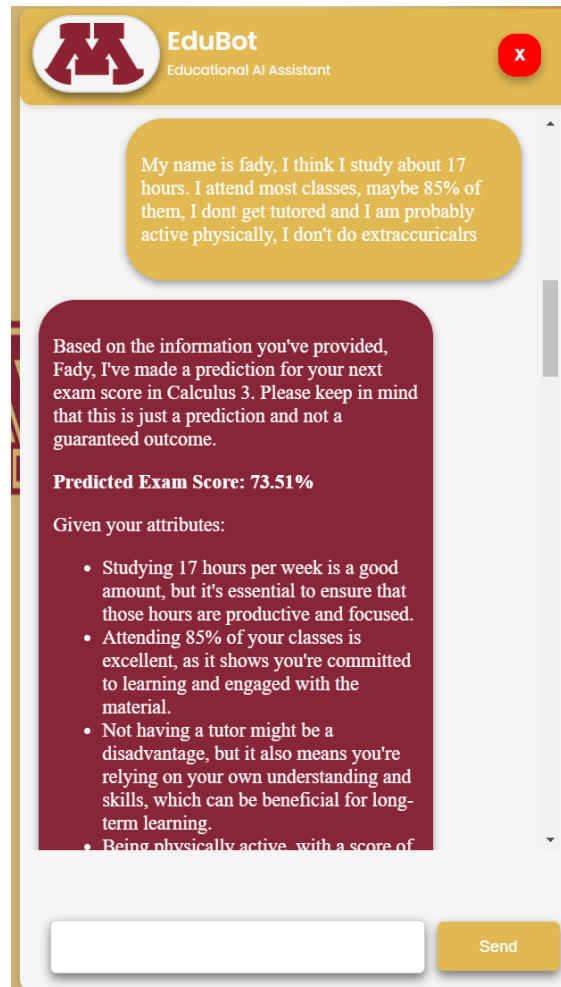 M
EduBot
Educational AI Assistant
X
My name is fady, I think I study about 17
hours. I attend most classes, maybe 85% of
them, I dont get tutored and I am probably
active physically, I don't do extraccuricalrs
Based on the information you've provided,
Fady, I've made a prediction for your next
exam score in Calculus 3. Please keep in mind
that this is just a prediction and not a
guaranteed outcome.
Predicted Exam Score: 73.51%
Given your attributes:
• Studying 17 hours per week is a good
amount, but it's essential to ensure that
those hours are productive and focused.
• Attending 85% of your classes is
excellent, as it shows you're committed
to learning and engaged with the
material.
• Not having a tutor might be a
disadvantage, but it also means you're
relying on your own understanding and
skills, which can be beneficial for long-
term learning.
• Being physically active, with a score of
Send